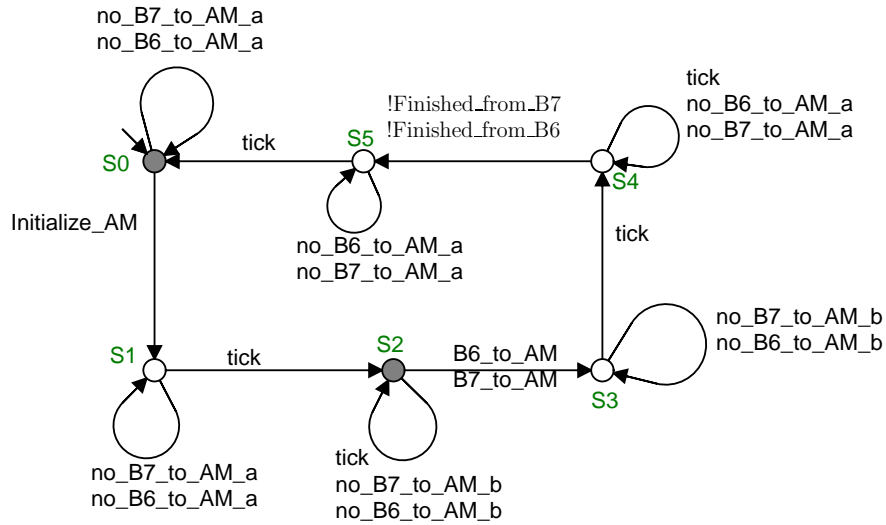 no_B7_to_AM_a
no_B6_to_AM_a
tick
no_B6_to_AM_a
no_B7_to_AM_a
!Finished_from_B7
!Finished_from_B6
S5
tick
S0
S4
Initialize_AM
no_B6_to_AM_a
no_B7_to_AM_a
tick
no_B7_to_AM_b
no_B6_to_AM_b
S1
tick
S2
B6_to_AM
B7_to_AM
S3
no_B7_to_AM_a
no_B6_to_AM_a
tick
no_B7_to_AM_b
no_B6_to_AM_b